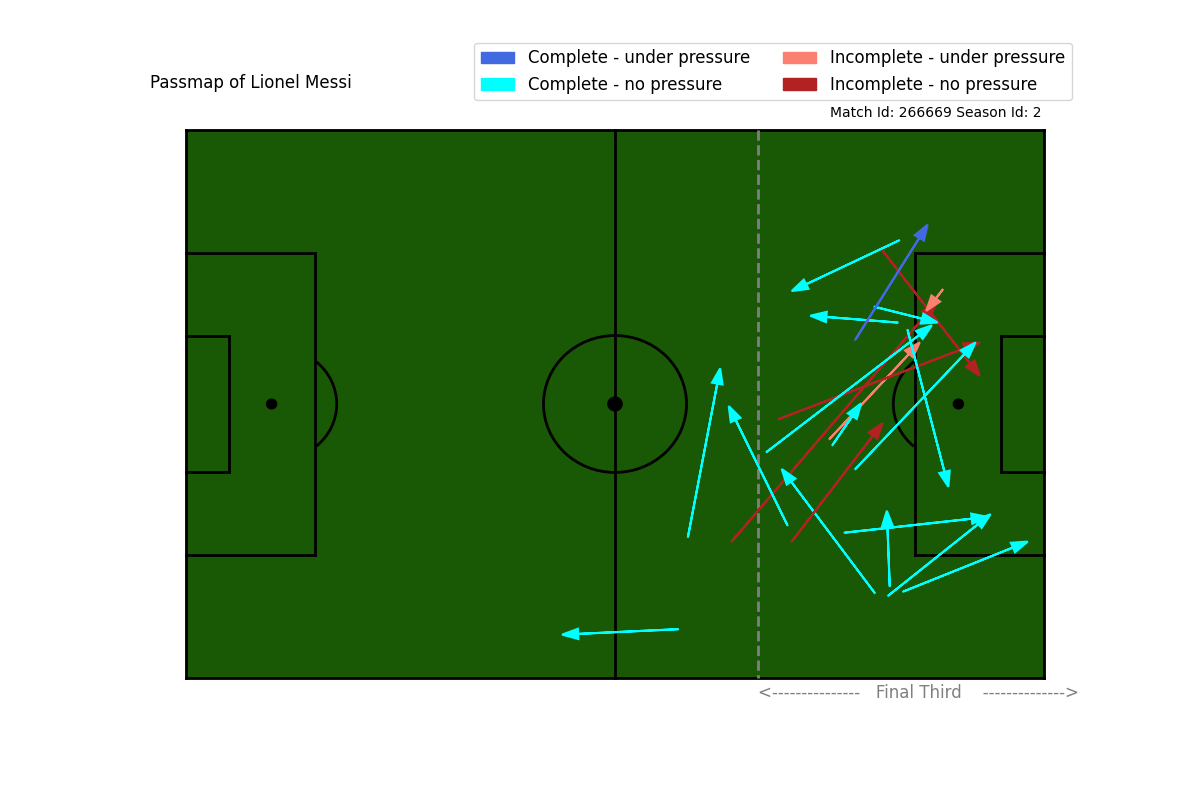 Passmap of Lionel Messi
Complete - under pressure
Complete - no pressure
Incomplete - under pressure
Incomplete - no pressure
Match Id: 266669 Season Id: 2
<--------------- Final Third -------------->